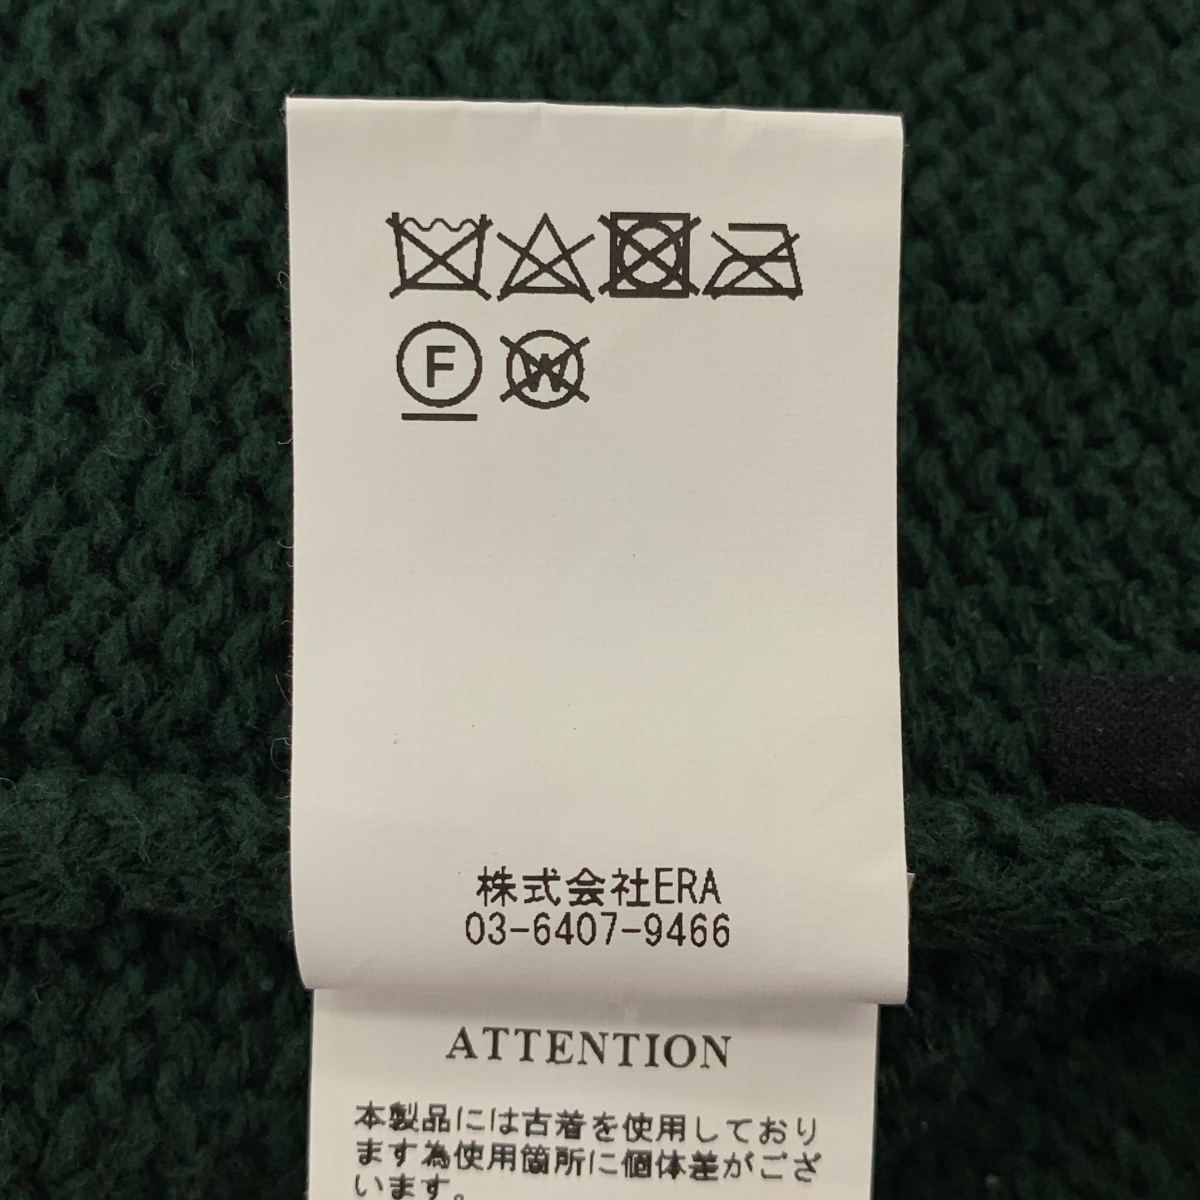 F W
株式会社ERA
03-6407-9466
ATTENTION
本製品には古着を使用しており
ます為使用箇所に個体差がござ
います。